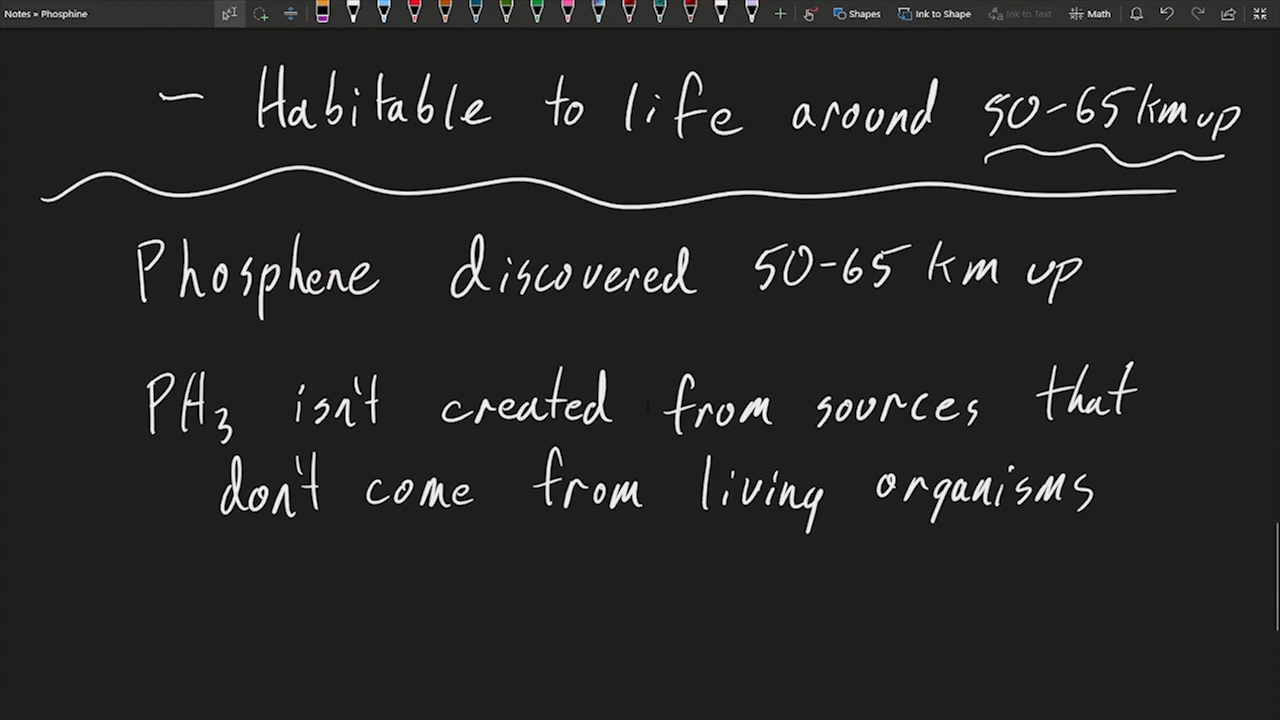 Notes » Phosphine
Shapes Ink to Shape Ink to Text Math
– Habitable to life around 50-65 km up
Phosphene discovered 50-65 km up
PH3 isn't created from sources that
don't come from living organisms